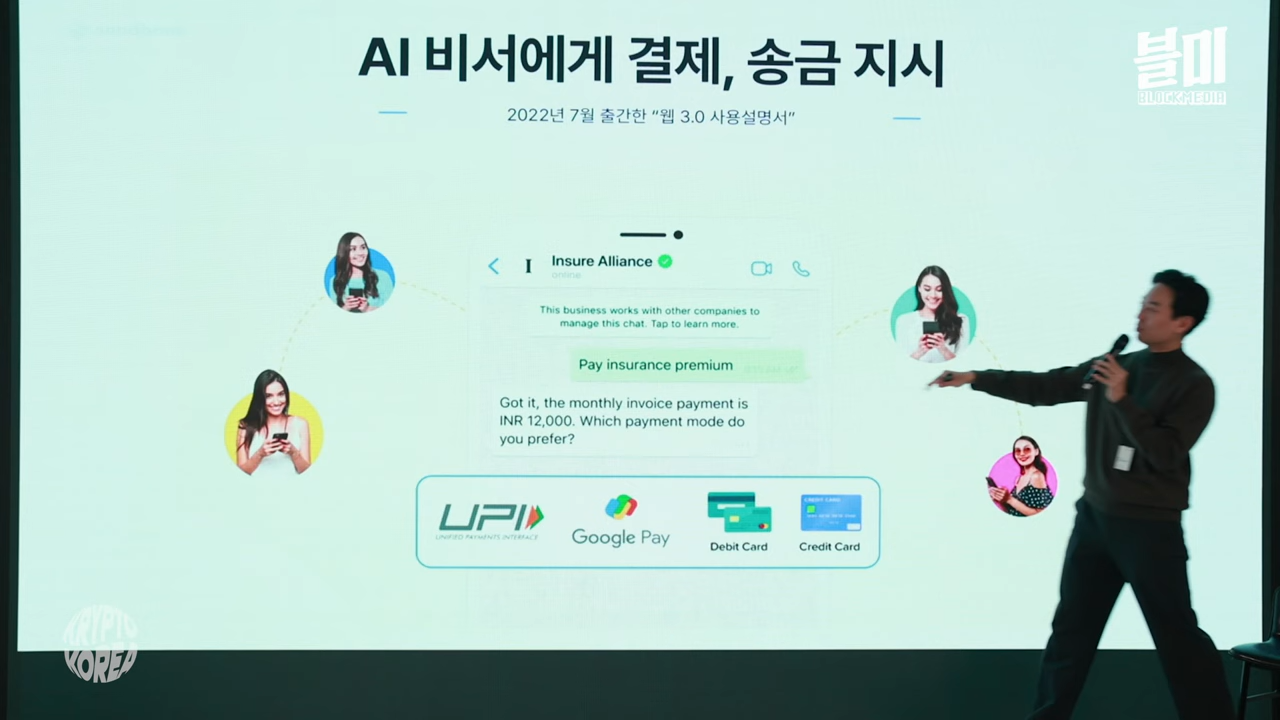 AI 비서에게 결제, 송금 지시
블미
BLOCKMEDIA
2022년 7월 출간한 "웹 3.0 사용설명서"
I
Insure Alliance
online
This business works with other companies to
manage this chat. Tap to learn more.
Pay insurance premium
Got it, the monthly invoice payment is
INR 12,000. Which payment mode do
you prefer?
UPI
UNIFIED PAYMENTS INTERFACE
Google Pay
Debit Card
CREDIT CARD
Credit Card
KRYPTO
KOREA